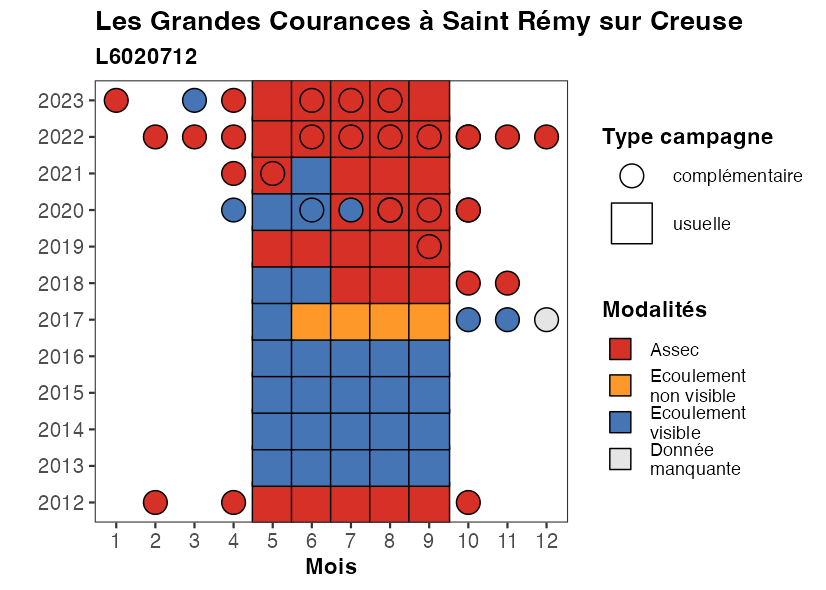 Les Grandes Courances à Saint Rémy sur Creuse
L6020712
2023
2022
2021
2020
2019
2018
2017
2016
2015
2014
2013
2012
1 2 3 4 5 6 7 8 9 10 11 12
Mois
Type campagne
complémentaire
usuelle
Modalités
Assec
Ecoulement
non visible
Ecoulement
visible
Donnée
manquante